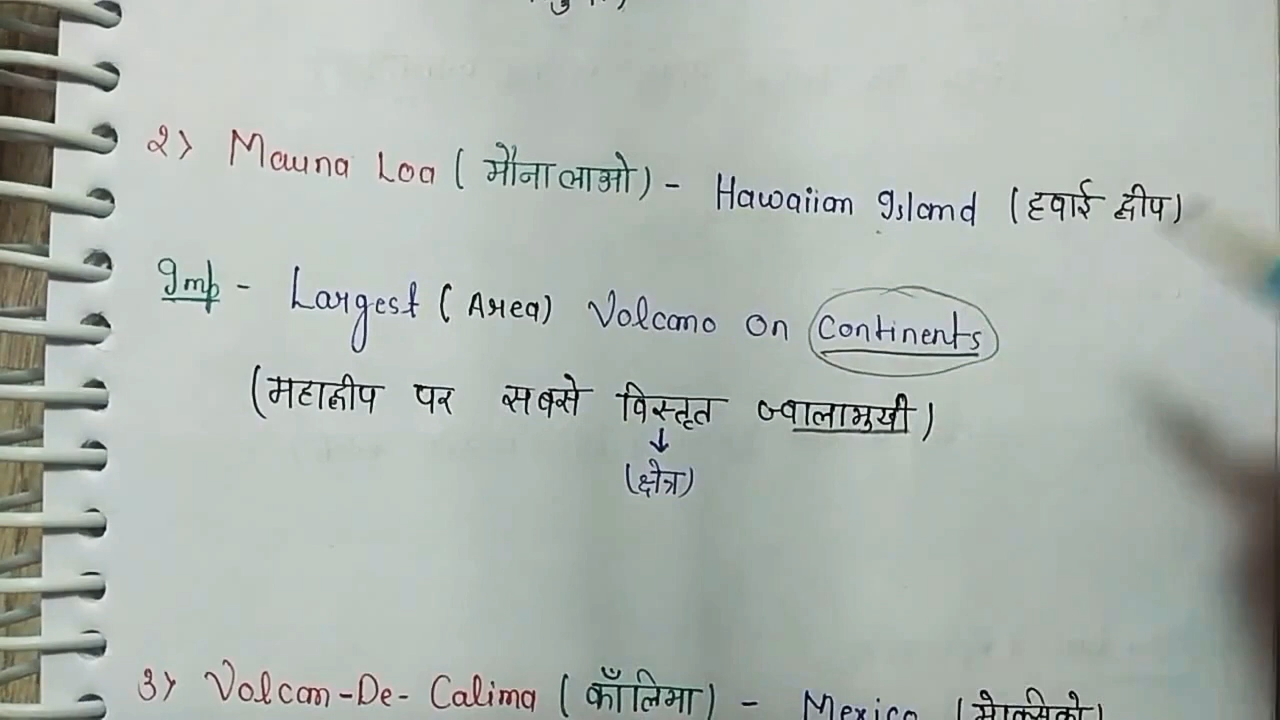 2) Mauna Loa (मौना लाओ) - Hawaiian Island (हवाई द्वीप)
Imp - Largest (Area) Volcano on Continents
(महाद्वीप पर सबसे विस्तृत ज्वालामुखी)
↓
(क्षेत्र)
3) Volcan-De-Calima (कॉंलिमा) - Mexico (मेक्सिको)